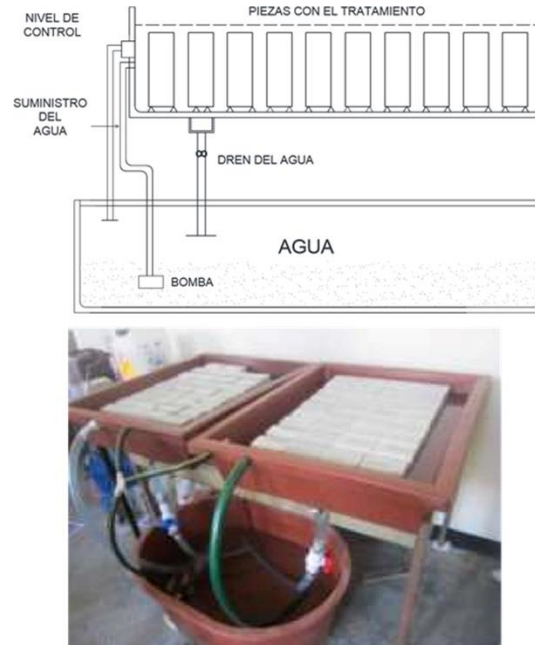 NIVEL DE
CONTROL
PIEZAS CON EL TRATAMIENTO
SUMINISTRO
DEL
AGUA
DREN DEL AGUA
AGUA
BOMBA